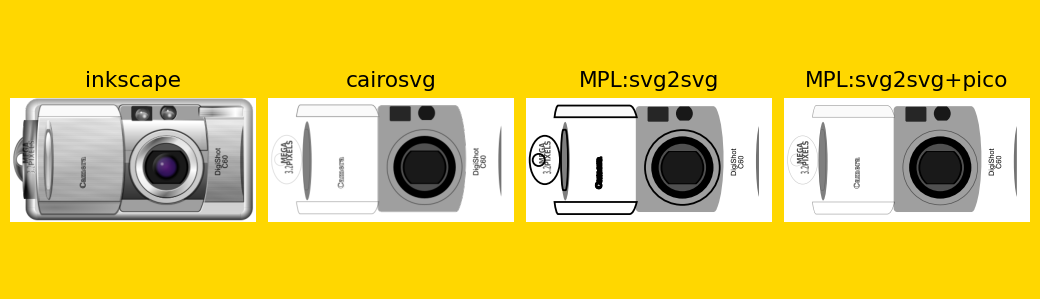 inkscape
cairosvg
MPL:svg2svg
MPL:svg2svg+pico
MEGA
PIXELS
Camera
DigiShot
C60
3.2 MEGA
PIXELS
Camera
DigiShot
C60
3.2 MEGA
PIXELS
Camera
DigiShot
C60
3.2 MEGA
PIXELS
Camera
DigiShot
C60